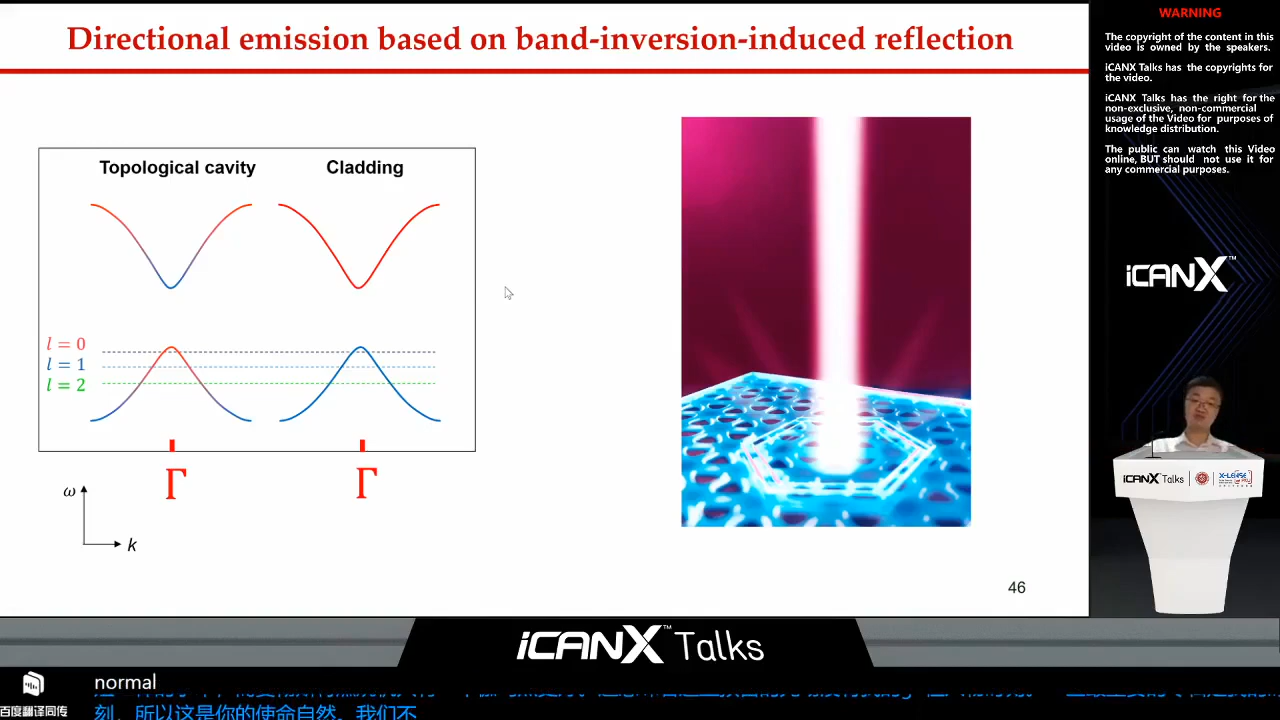 Directional emission based on band-inversion-induced reflection
Topological cavity
Cladding
l = 0
l = 1
l = 2
Γ
Γ
ω
k
46
WARNING
The copyright of the content in this
video is owned by the speakers.
iCANX Talks has the copyrights for
the video.
iCANX Talks has the right for the
non-exclusive, non-commercial
usage of the Video for purposes of
knowledge distribution.
The public can watch this Video
online, BUT should not use it for
any commercial purposes.
iCANX™
iCANX Talks
iCANX™ Talks
normal
刻，所以这是你的使命自然。我们不
百度翻译同传